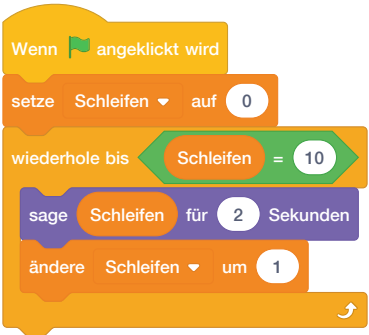 Wenn angeklickt wird
setze Schleifen auf 0
wiederhole bis Schleifen = 10
sage Schleifen für 2 Sekunden
ändere Schleifen um 1